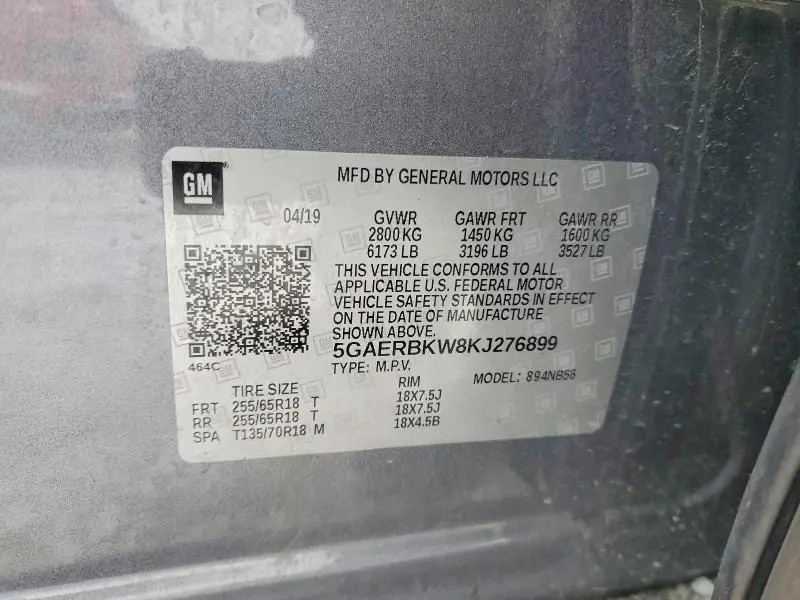 GM
MFD BY GENERAL MOTORS LLC
04/19 GVWR GAWR FRT GAWR RR
2800 KG 1450 KG 1600 KG
6173 LB 3196 LB 3527 LB
THIS VEHICLE CONFORMS TO ALL
APPLICABLE U.S. FEDERAL MOTOR
VEHICLE SAFETY STANDARDS IN EFFECT
ON THE DATE OF MANUFACTURE
SHOWN ABOVE.
5GAERBKW8KJ276899
464C
TYPE: M.P.V. MODEL: 894NB56
TIRE SIZE RIM
FRT 255/65R18 T 18X7.5J
RR 255/65R18 T 18X7.5J
SPA T135/70R18 M 18X4.5B